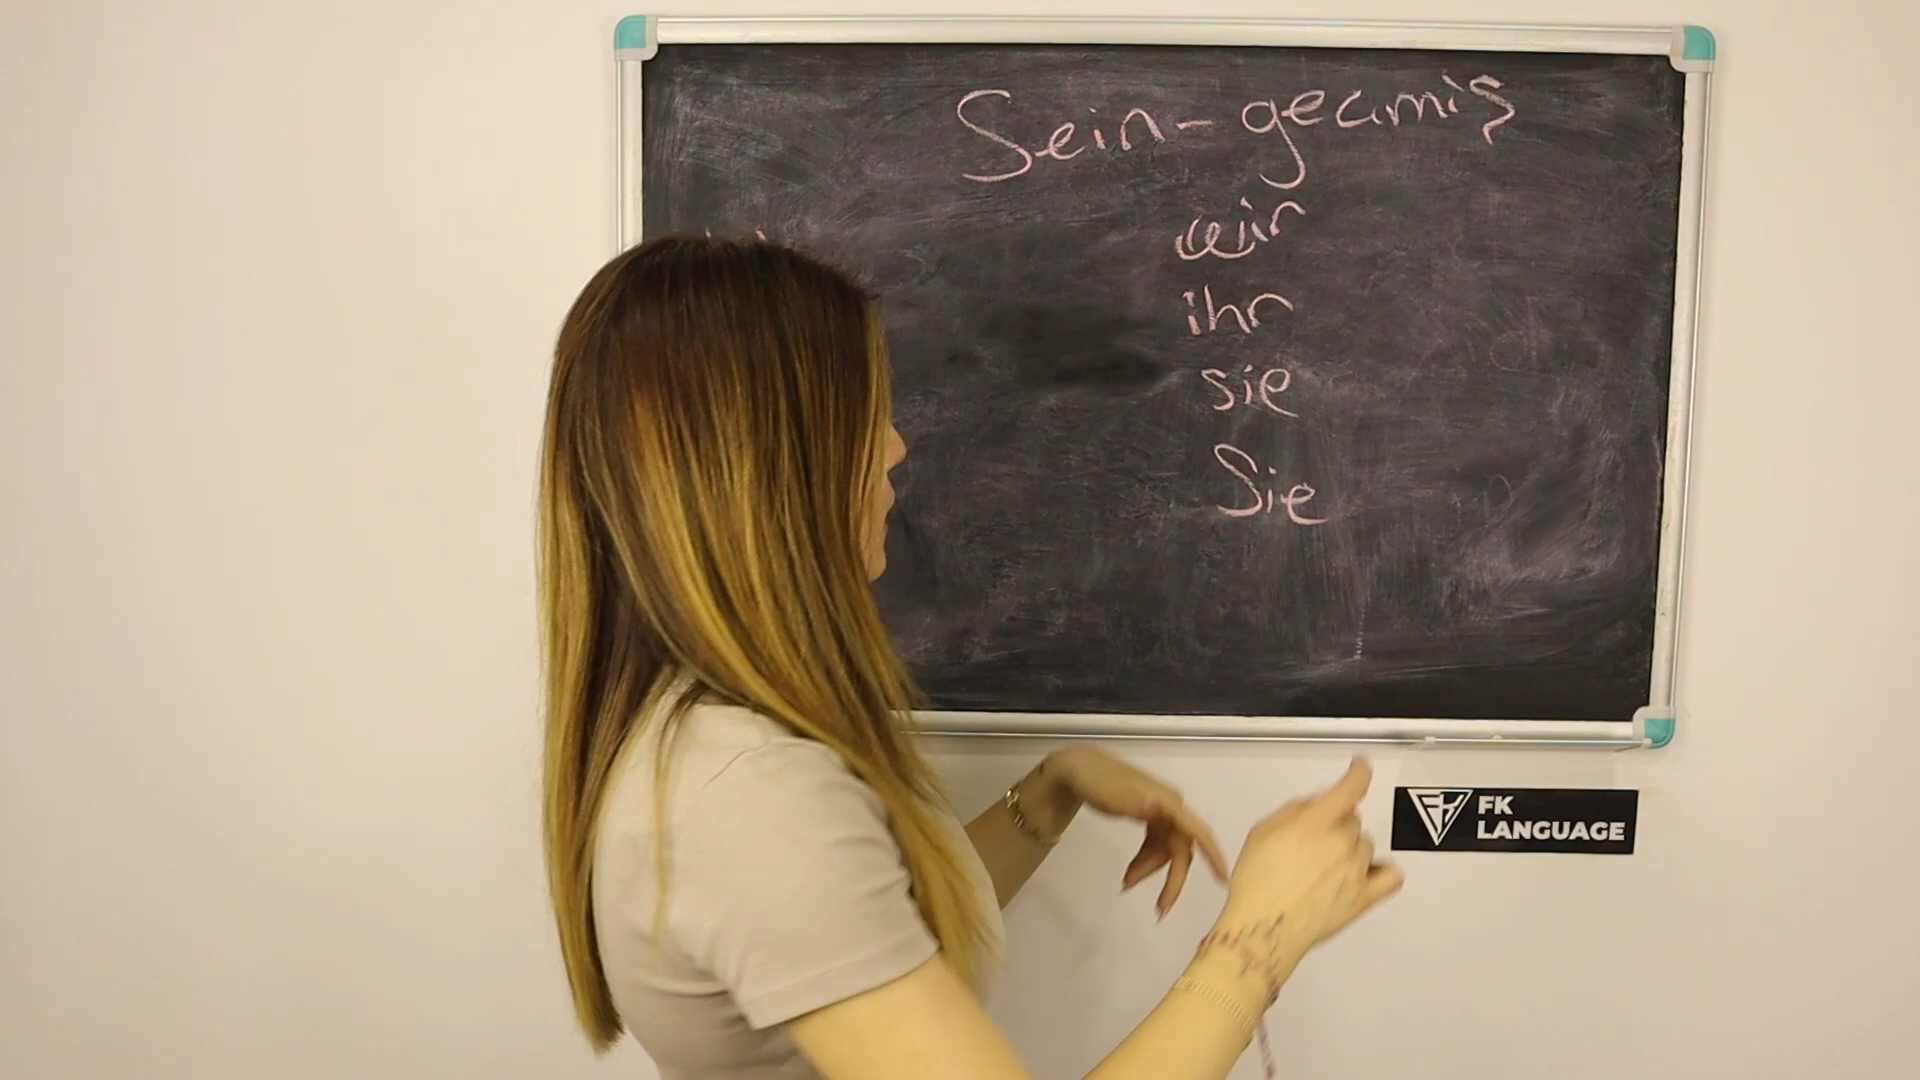 Sein - geçmiş
wir
ihr
sie
Sie
FK
LANGUAGE